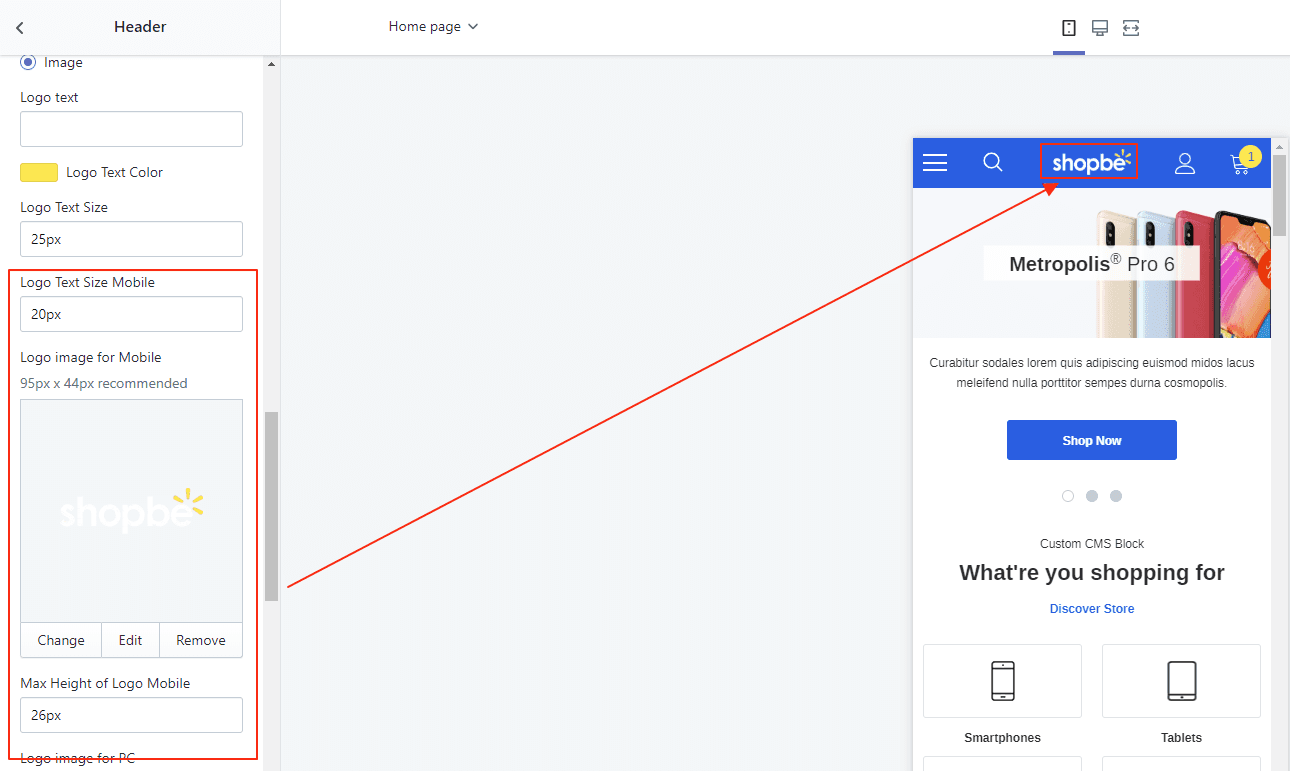 Header
Home page
Image
Logo text
Logo Text Color
Logo Text Size
25px
Logo Text Size Mobile
20px
Logo image for Mobile
95px x 44px recommended
shopbe
Change
Edit
Remove
Max Height of Logo Mobile
26px
Logo image for PC
shopbe
1
Metropolis® Pro 6
Curabitur sodales lorem quis adipiscing euismod midos lacus
meleifend nulla porttitor sempes durna cosmopolis.
Shop Now
Custom CMS Block
What're you shopping for
Discover Store
Smartphones
Tablets